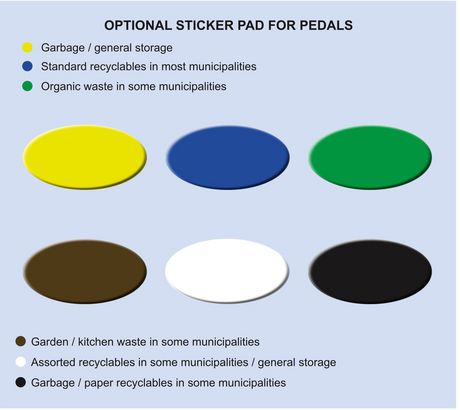 OPTIONAL STICKER PAD FOR PEDALS
Garbage / general storage
Standard recyclables in most municipalities
Organic waste in some municipalities
Garden / kitchen waste in some municipalities
Assorted recyclables in some municipalities / general storage
Garbage / paper recyclables in some municipalities